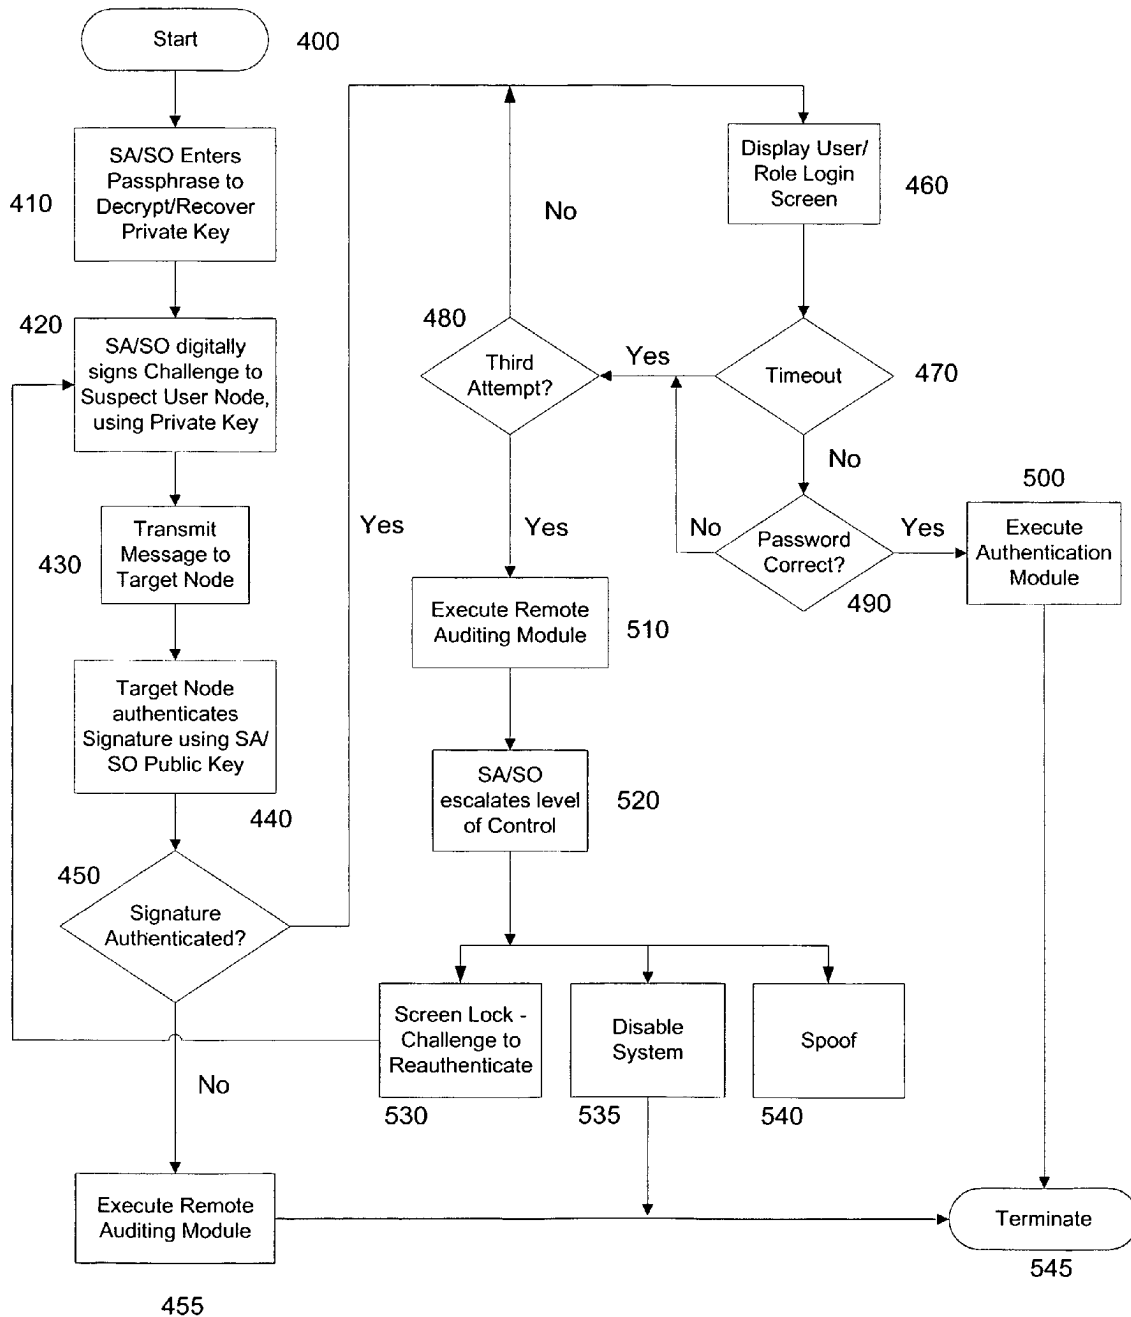 Start
400
SA/SO Enters
Passphrase to
Decrypt/Recover
Private Key
410
420
SA/SO digitally
signs Challenge to
Suspect User Node,
using Private Key
Transmit
Message to
Target Node
430
Target Node
authenticates
Signature using SA/
SO Public Key
440
450
Signature
Authenticated?
Yes
No
Execute Remote
Auditing Module
455
Display User/
Role Login
Screen
460
No
480
Third
Attempt?
Yes
Timeout
470
No
Yes
No
Password
Correct?
490
Yes
500
Execute
Authentication
Module
Execute Remote
Auditing Module
510
SA/SO
escalates level
of Control
520
Screen Lock -
Challenge to
Reauthenticate
530
Disable
System
535
Spoof
540
Terminate
545